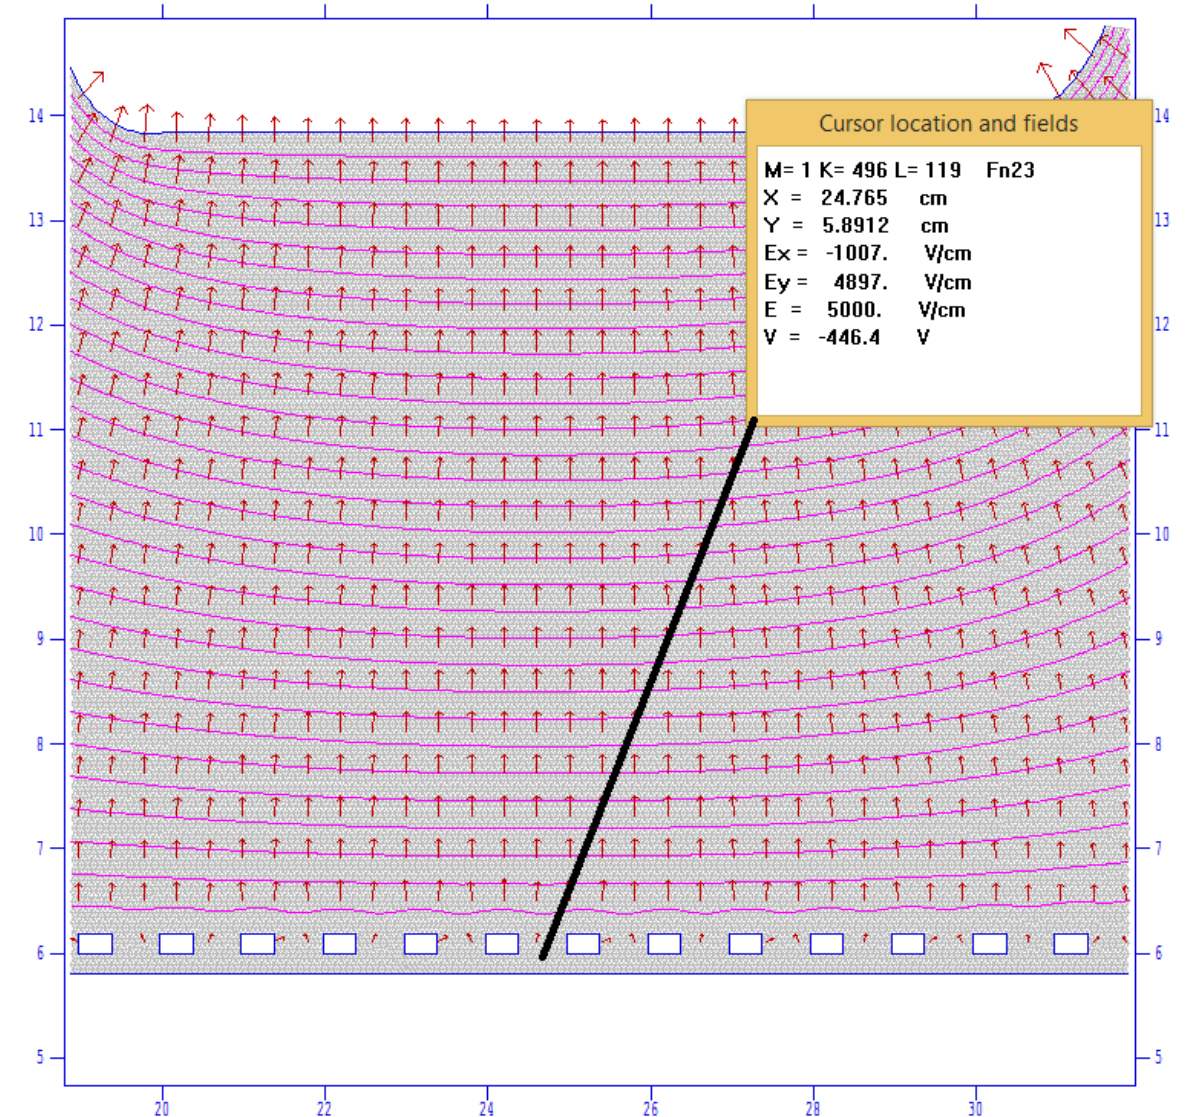 Cursor location and fields
M= 1 K= 496 L= 119 Fn23
X = 24.765 cm
Y = 5.8912 cm
Ex = -1007. V/cm
Ey = 4897. V/cm
E = 5000. V/cm
V = -446.4 V
14 14
13 13
12 12
11 11
10 10
9 9
8 8
7 7
6 6
5 5
20 22 24 26 28 30